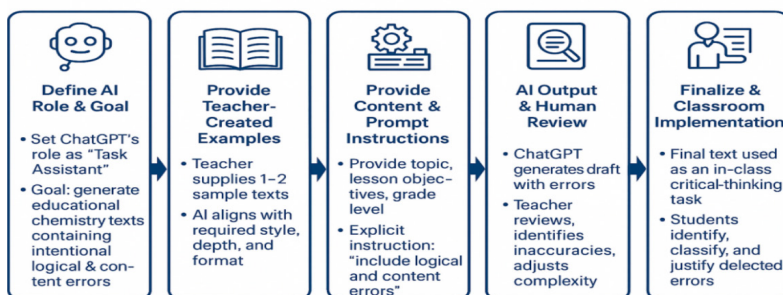 Define AI
Role & Goal
• Set ChatGPT's
role as "Task
Assistant"
• Goal: generate
educational
chemistry texts
containing
intentional
logical & con-
tent errors
Provide
Teacher-
Created
Examples
• Teacher
supplies 1–2
sample texts
• AI aligns with
required style,
depth, and
format
Provide
Content &
Prompt
Instructions
• Provide topic,
lesson objec-
tives, grade
level
• Explicit
instruction:
"include logical
and content
errors"
AI Output
& Human
Review
• ChatGPT
generates draft
with errors
• Teacher
reviews,
identifies
inaccuracies,
adjusts
complexity
Finalize &
Classroom
Implementation
• Final text used
as an in-class
critical-thinking
task
• Students
identify,
classify, and
justify delected
errors